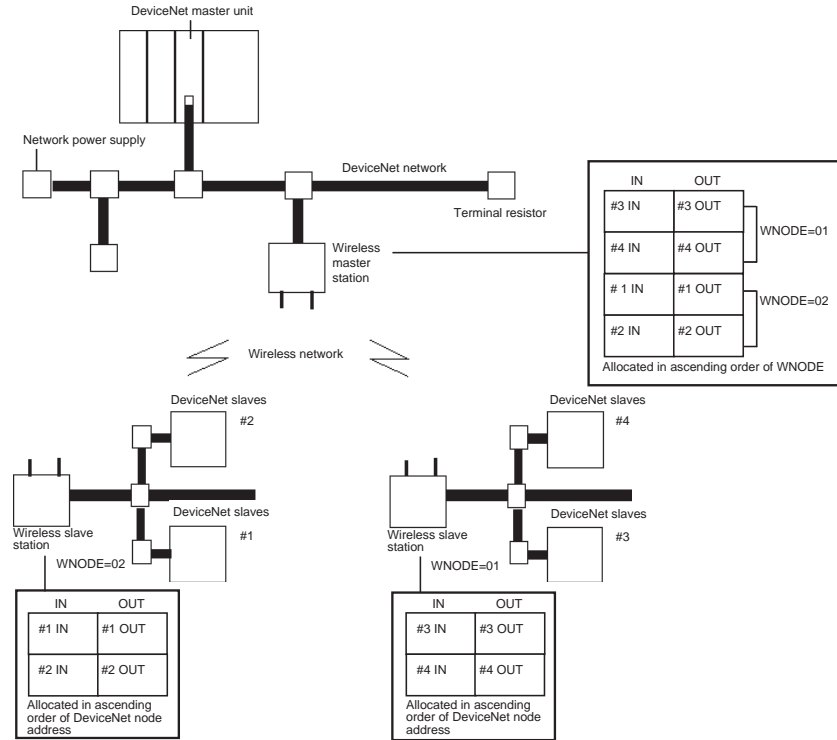 DeviceNet master unit
Network power supply
DeviceNet network
Terminal resistor
Wireless
master
station
IN OUT
#3 IN #3 OUT
WNODE=01
#4 IN #4 OUT
# 1 IN #1 OUT
WNODE=02
#2 IN #2 OUT
Allocated in ascending order of WNODE
Wireless network
DeviceNet slaves
#2
DeviceNet slaves
#1
Wireless slave
station
WNODE=02
IN OUT
#1 IN #1 OUT
#2 IN #2 OUT
Allocated in ascending
order of DeviceNet node
address
DeviceNet slaves
#4
DeviceNet slaves
#3
Wireless slave
station
WNODE=01
IN OUT
#3 IN #3 OUT
#4 IN #4 OUT
Allocated in ascending
order of DeviceNet node
address